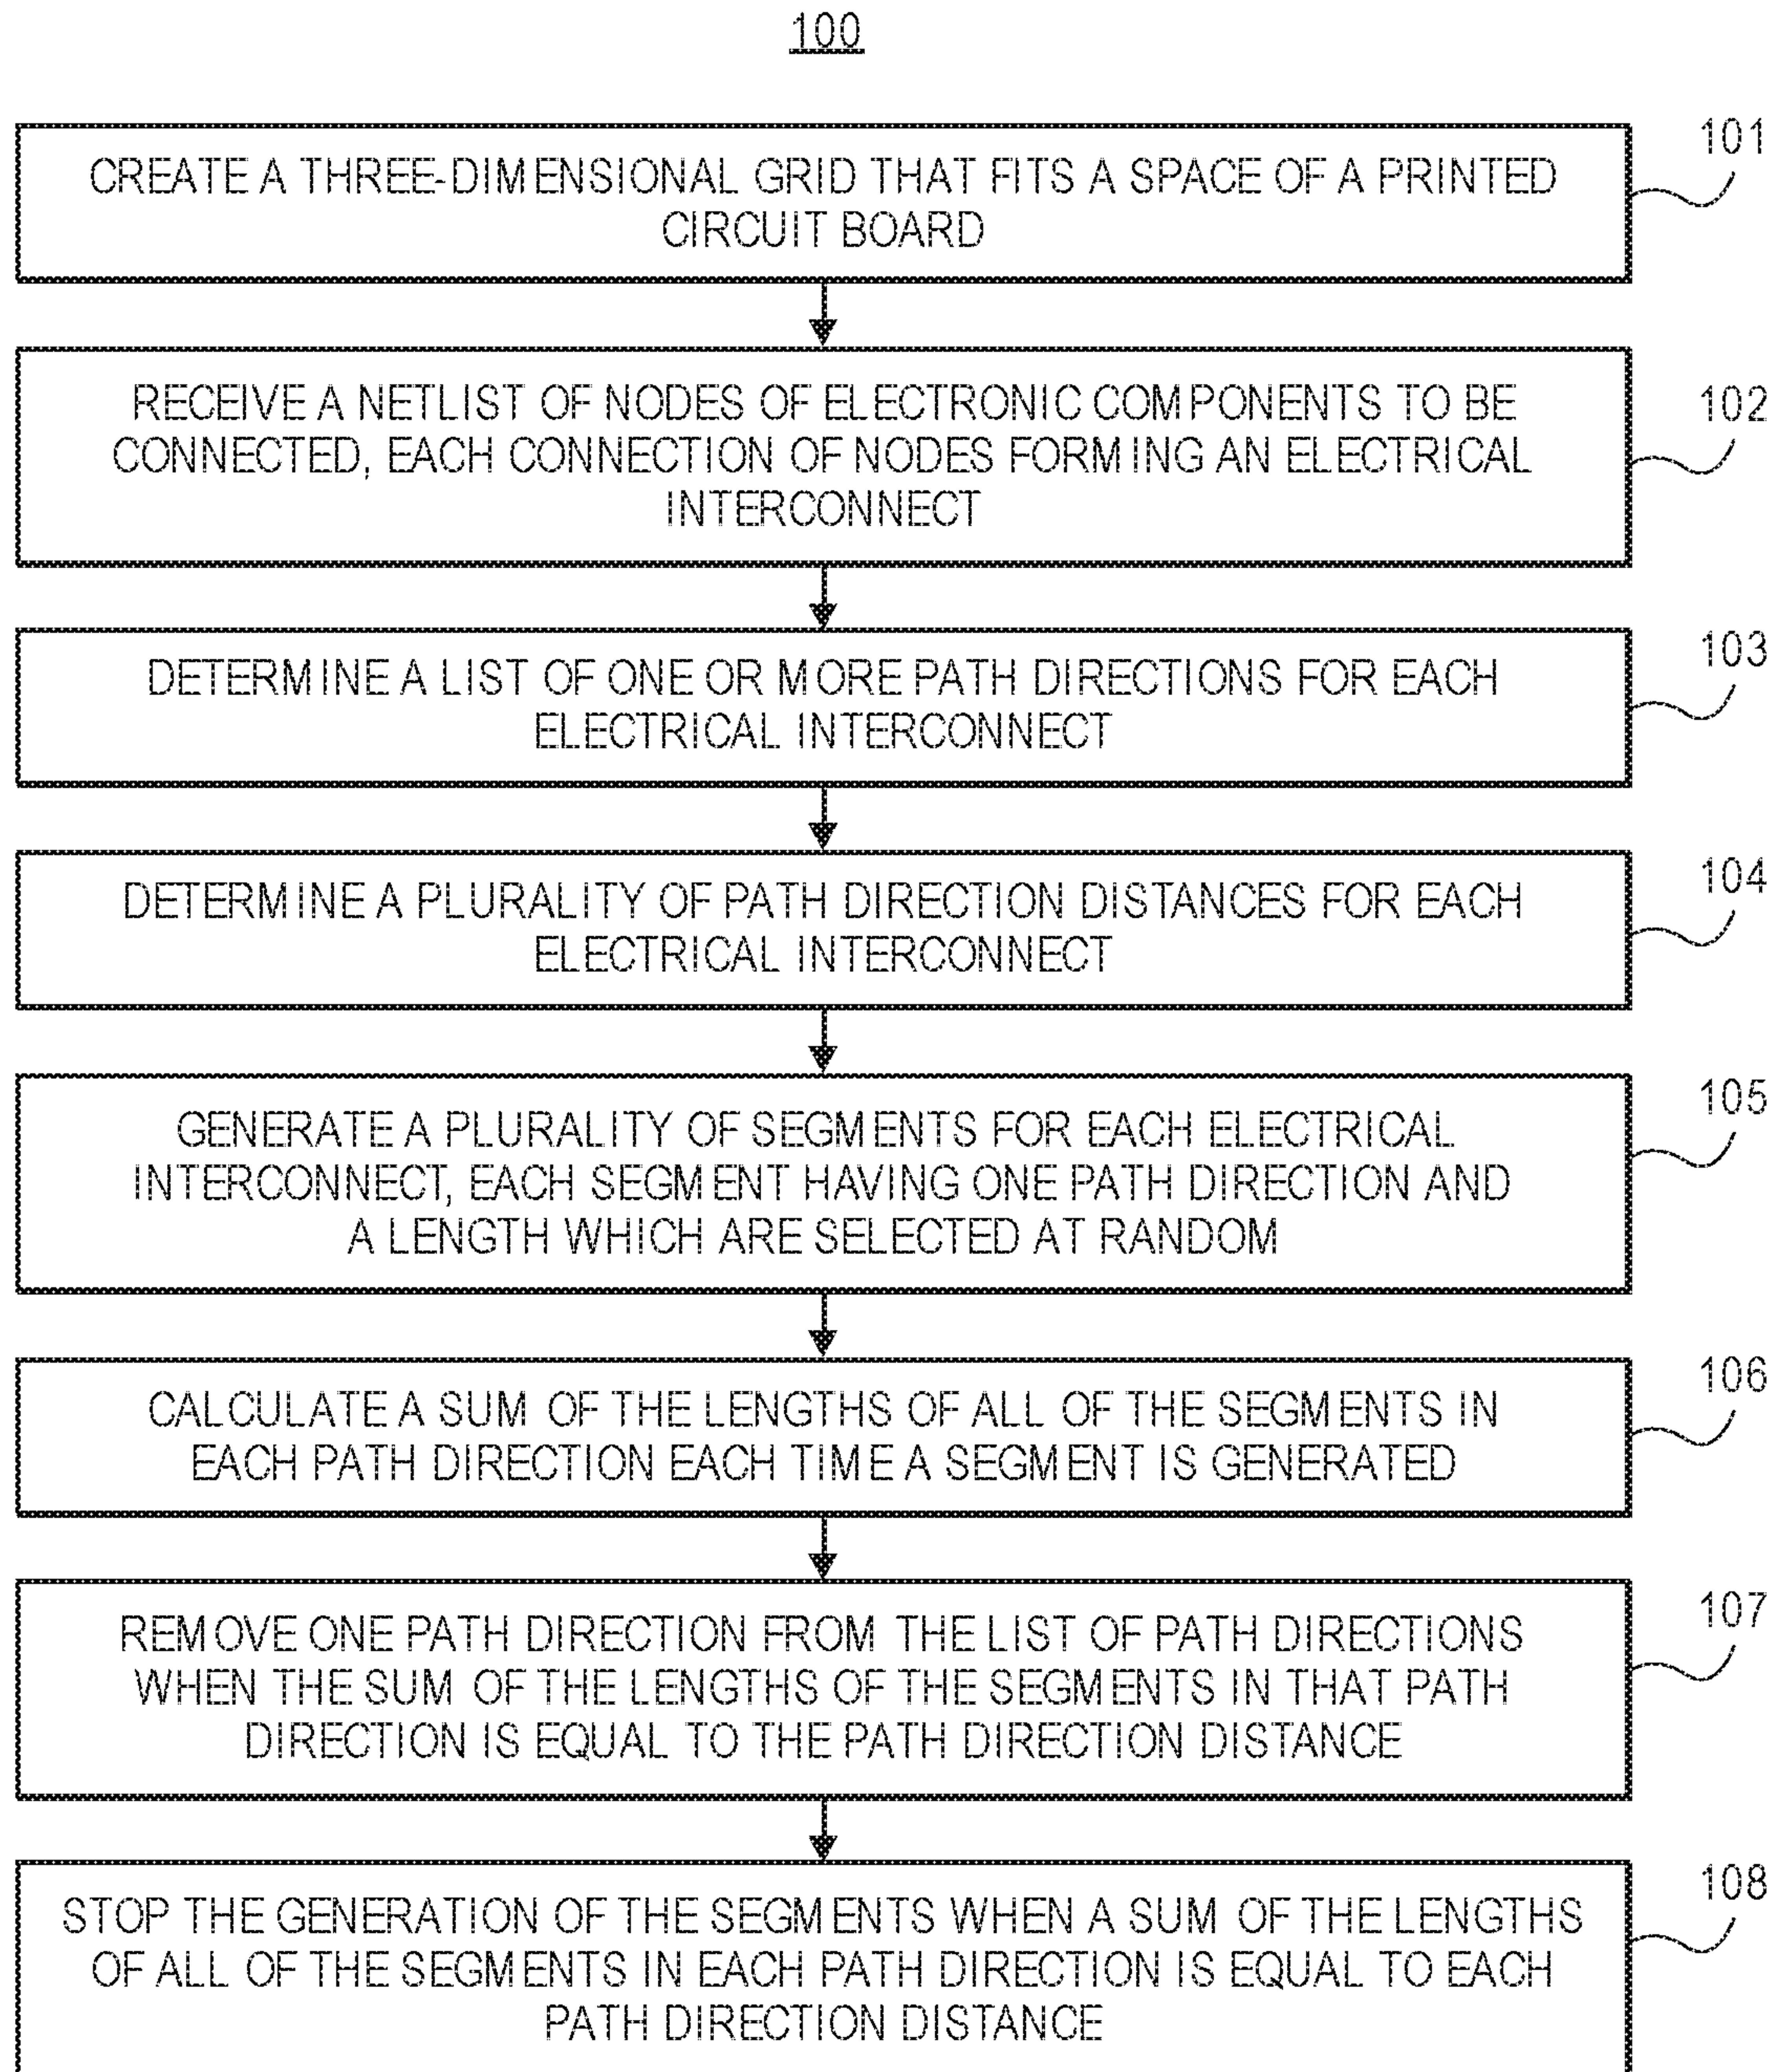 100
CREATE A THREE-DIMENSIONAL GRID THAT FITS A SPACE OF A PRINTED
CIRCUIT BOARD
101
RECEIVE A NETLIST OF NODES OF ELECTRONIC COMPONENTS TO BE
CONNECTED, EACH CONNECTION OF NODES FORMING AN ELECTRICAL
INTERCONNECT
102
DETERMINE A LIST OF ONE OR MORE PATH DIRECTIONS FOR EACH
ELECTRICAL INTERCONNECT
103
DETERMINE A PLURALITY OF PATH DIRECTION DISTANCES FOR EACH
ELECTRICAL INTERCONNECT
104
GENERATE A PLURALITY OF SEGMENTS FOR EACH ELECTRICAL
INTERCONNECT, EACH SEGMENT HAVING ONE PATH DIRECTION AND
A LENGTH WHICH ARE SELECTED AT RANDOM
105
CALCULATE A SUM OF THE LENGTHS OF ALL OF THE SEGMENTS IN
EACH PATH DIRECTION EACH TIME A SEGMENT IS GENERATED
106
REMOVE ONE PATH DIRECTION FROM THE LIST OF PATH DIRECTIONS
WHEN THE SUM OF THE LENGTHS OF THE SEGMENTS IN THAT PATH
DIRECTION IS EQUAL TO THE PATH DIRECTION DISTANCE
107
STOP THE GENERATION OF THE SEGMENTS WHEN A SUM OF THE LENGTHS
OF ALL OF THE SEGMENTS IN EACH PATH DIRECTION IS EQUAL TO EACH
PATH DIRECTION DISTANCE
108